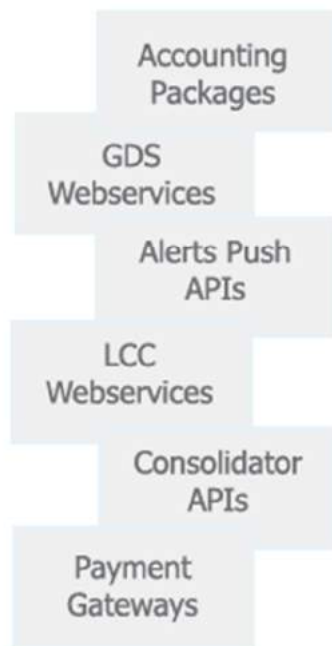 Accounting
Packages
GDS
Webservices
Alerts Push
APIs
LCC
Webservices
Consolidator
APIs
Payment
Gateways